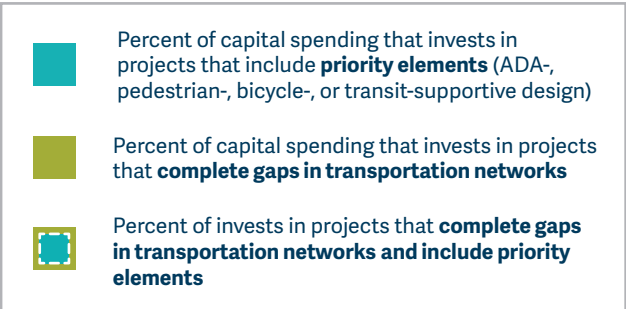 Percent of capital spending that invests in
projects that include priority elements (ADA-,
pedestrian-, bicycle-, or transit-supportive design)
Percent of capital spending that invests in projects
that complete gaps in transportation networks
Percent of invests in projects that complete gaps
in transportation networks and include priority
elements